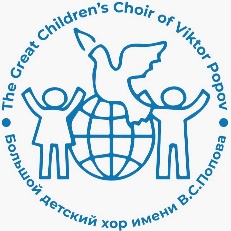 The Great Children's Choir of Viktor Popov
Большой детский хор имени В.С.Попова